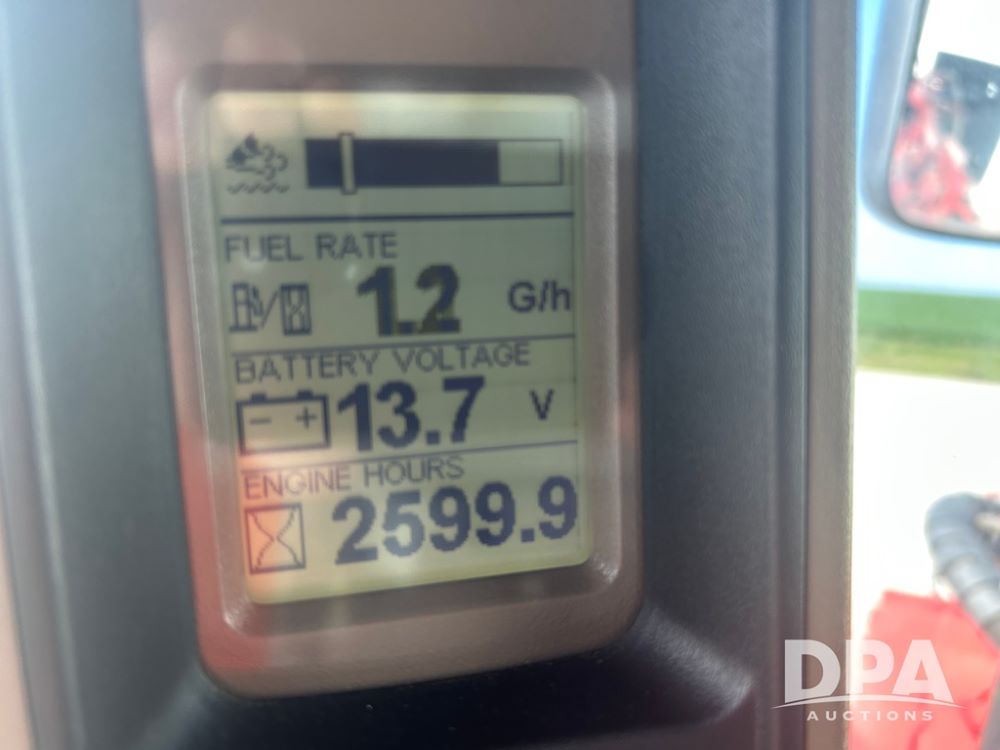 FUEL RATE
1.2 G/h
BATTERY VOLTAGE
- + 13.7 V
ENGINE HOURS
2599.9
DPA
AUCTIONS